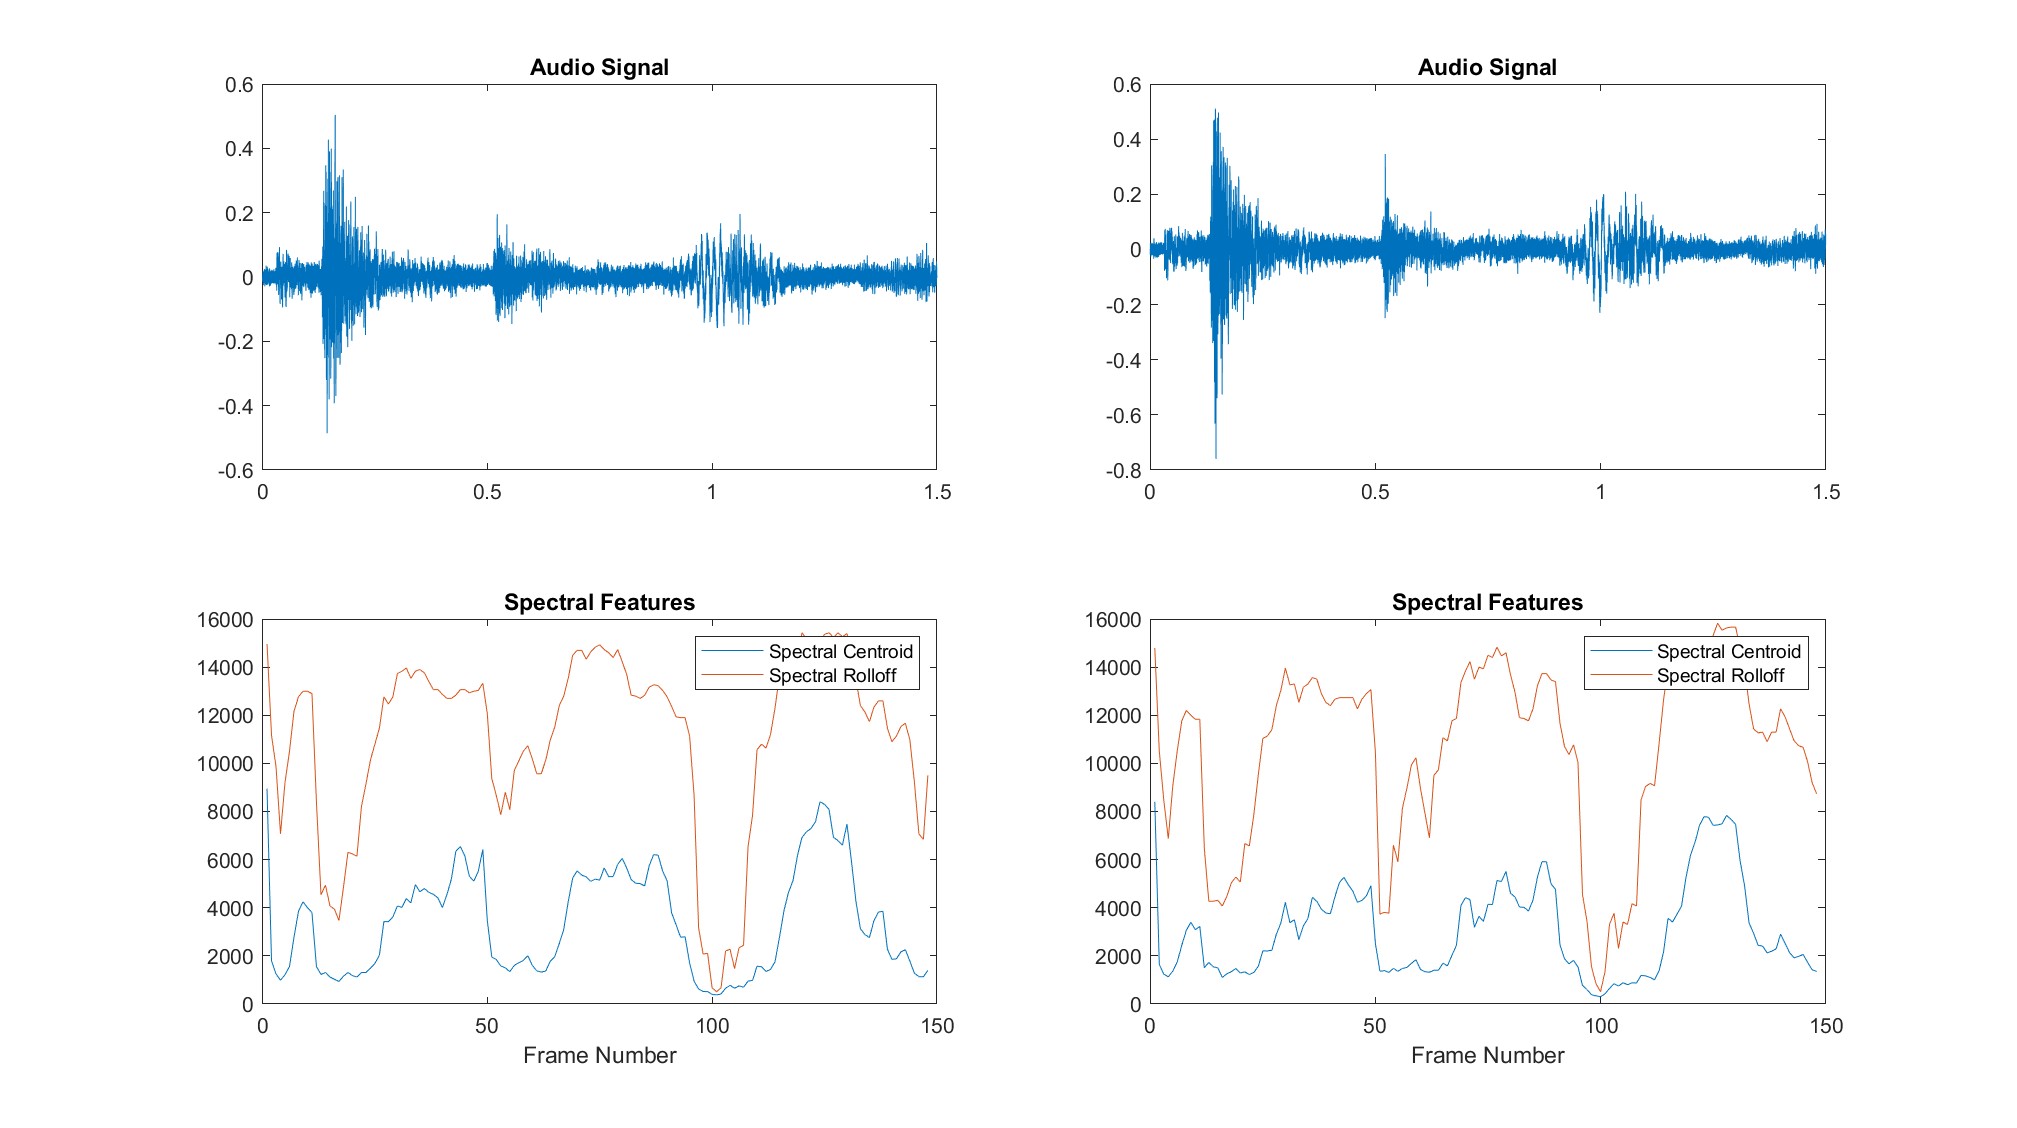 Audio Signal
0.6
0.4
0.2
0
-0.2
-0.4
-0.6
0 0.5 1 1.5
Audio Signal
0.6
0.4
0.2
0
-0.2
-0.4
-0.6
-0.8
0 0.5 1 1.5
Spectral Features
16000
14000
12000
10000
8000
6000
4000
2000
0
Spectral Centroid
Spectral Rolloff
0 50 100 150
Frame Number
Spectral Features
16000
14000
12000
10000
8000
6000
4000
2000
0
Spectral Centroid
Spectral Rolloff
0 50 100 150
Frame Number